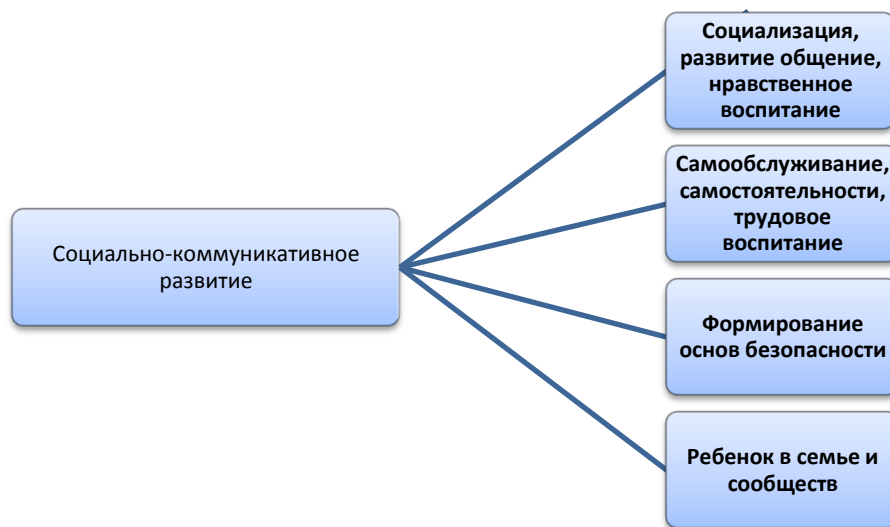 Социализация,
развитие общение,
нравственное
воспитание
Самообслуживание,
самостоятельности,
трудовое
воспитание
Социально-коммуникативное
развитие
Формирование
основ безопасности
Ребенок в семье и
сообществ